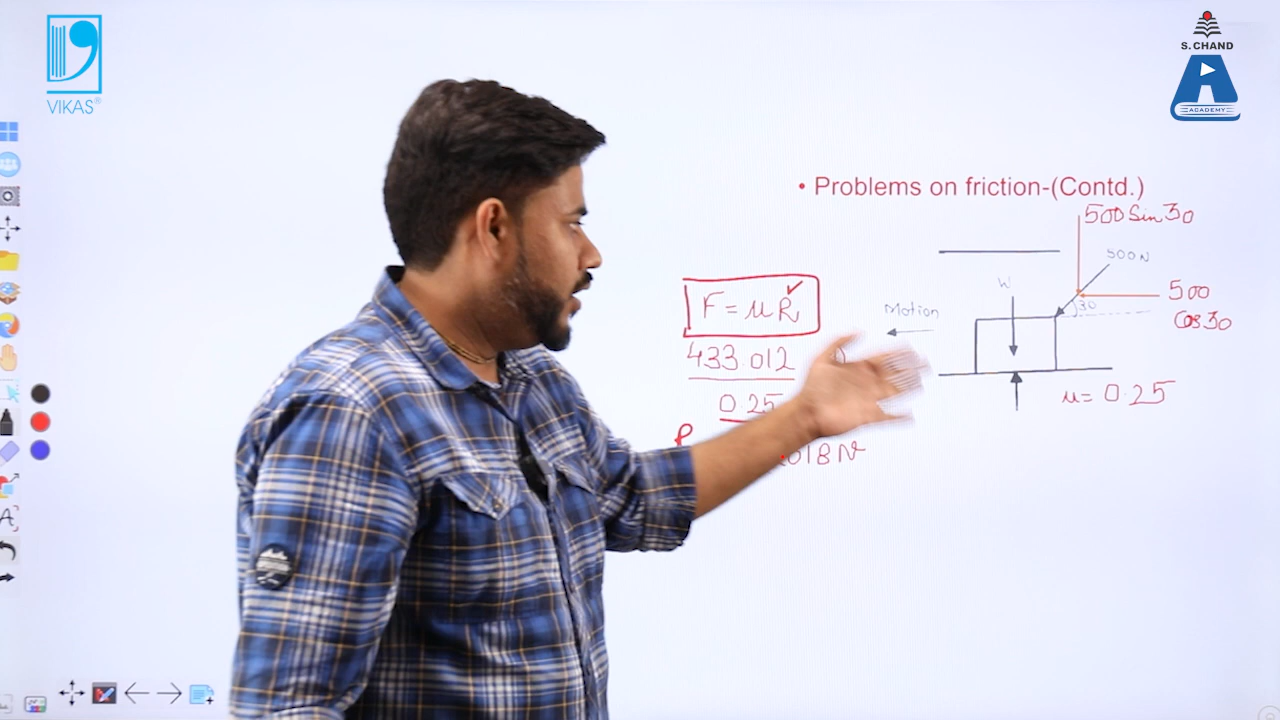 VIKAS®
S. CHAND
ACADEMY
• Problems on friction-(Contd.)
500 Sin 30
500N
W
500
Cos 30
30
Motion
F = μR
433.012
0.25
μ = 0.25
018 N